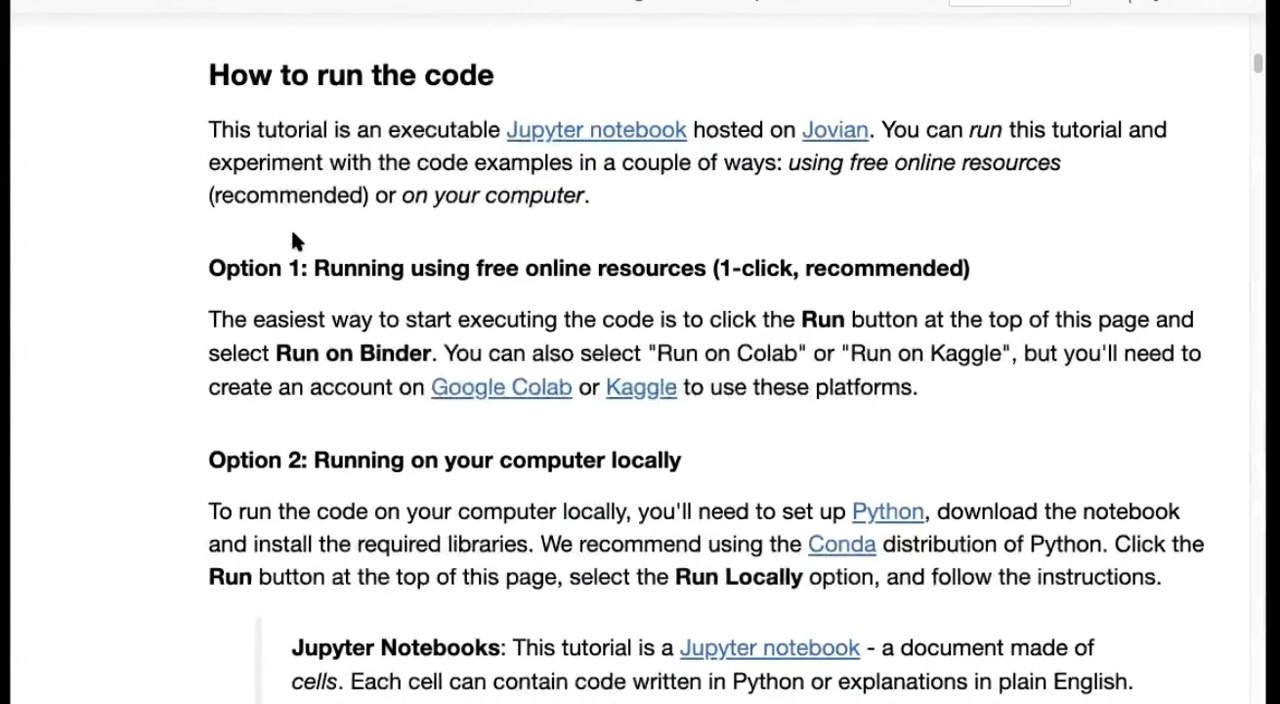 How to run the code
This tutorial is an executable Jupyter notebook hosted on Jovian. You can run this tutorial and
experiment with the code examples in a couple of ways: using free online resources
(recommended) or on your computer.
Option 1: Running using free online resources (1-click, recommended)
The easiest way to start executing the code is to click the Run button at the top of this page and
select Run on Binder. You can also select "Run on Colab" or "Run on Kaggle", but you'll need to
create an account on Google Colab or Kaggle to use these platforms.
Option 2: Running on your computer locally
To run the code on your computer locally, you'll need to set up Python, download the notebook
and install the required libraries. We recommend using the Conda distribution of Python. Click the
Run button at the top of this page, select the Run Locally option, and follow the instructions.
Jupyter Notebooks: This tutorial is a Jupyter notebook - a document made of
cells. Each cell can contain code written in Python or explanations in plain English.